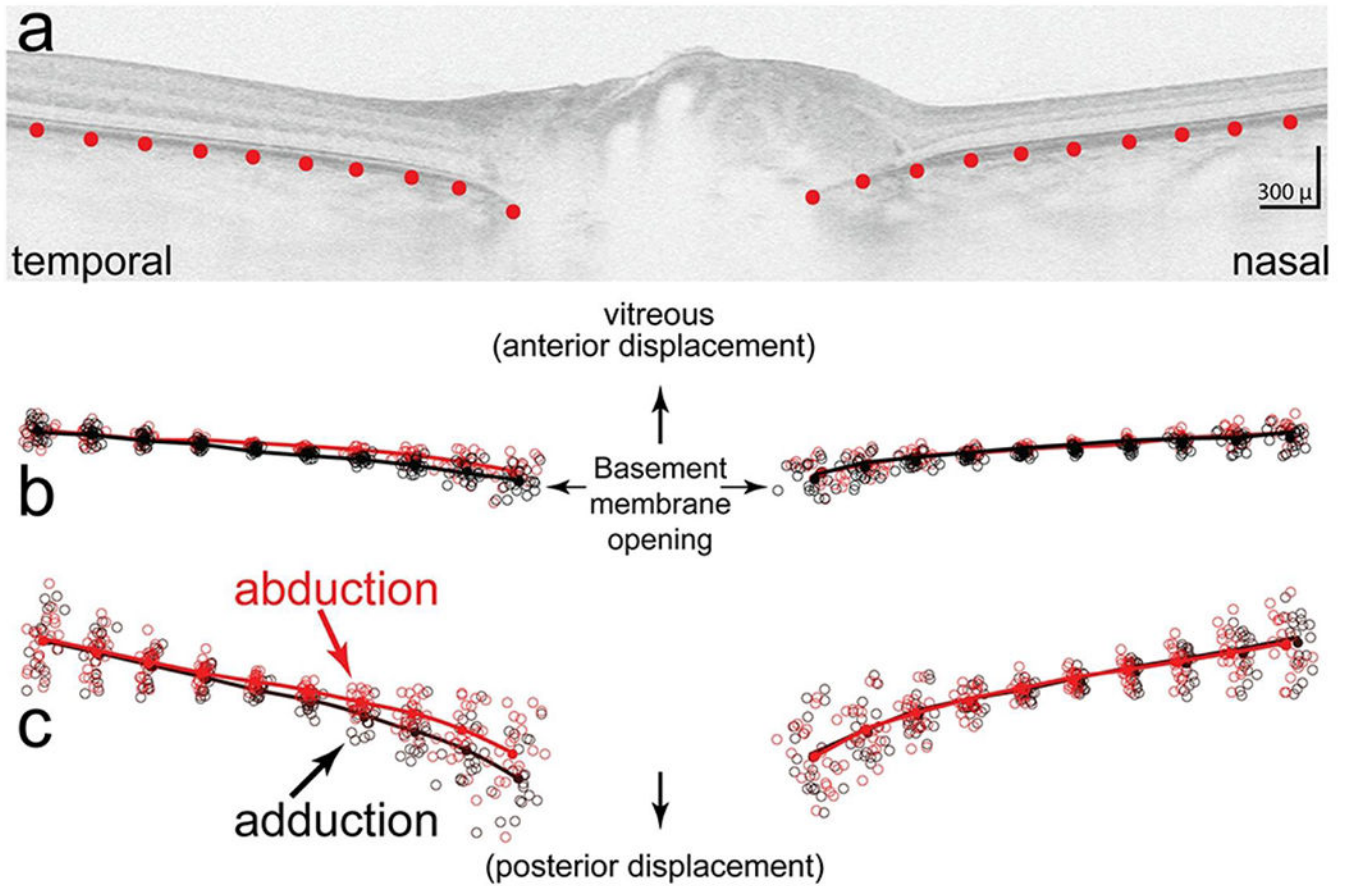 a
300 μ
temporal
nasal
vitreous
(anterior displacement)
b
Basement
membrane
opening
abduction
c
adduction
(posterior displacement)